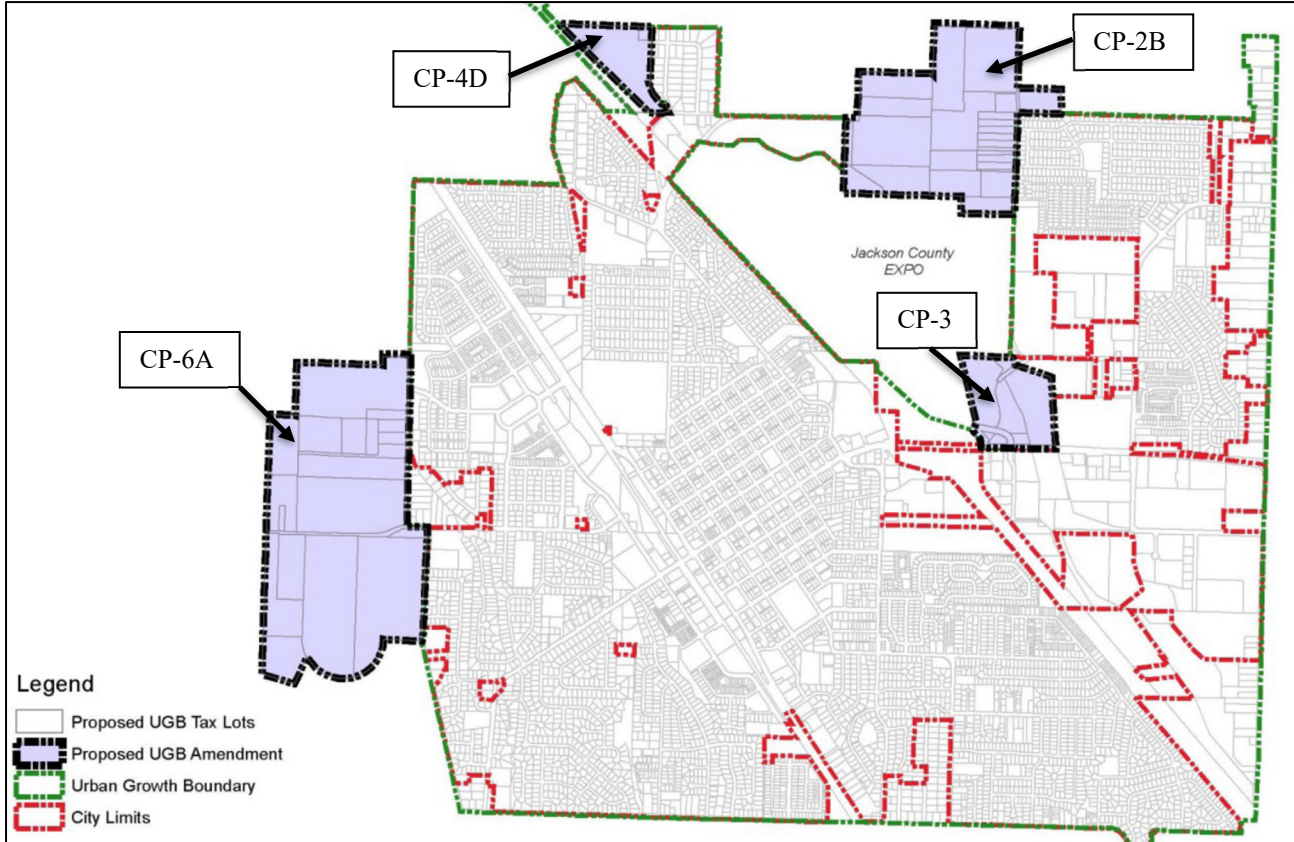 CP-4D
CP-2B
Jackson County
EXPO
CP-3
CP-6A
Legend
Proposed UGB Tax Lots
Proposed UGB Amendment
Urban Growth Boundary
City Limits